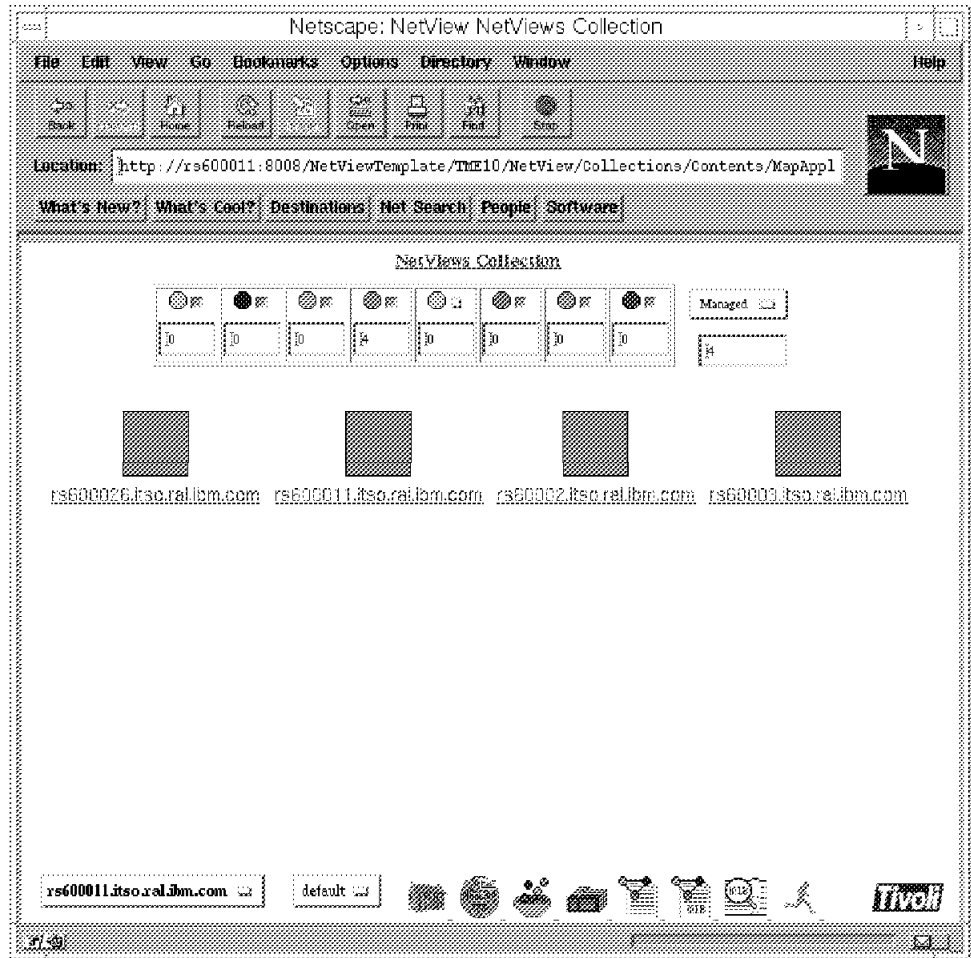 Netscape: NetView NetViews Collection
File Edit View Go Bookmarks Options Directory Window Help
Back Home Reload Open Print Find Stop
N
Location: http://rs600011:8008/NetViewTemplate/TME10/NetView/Collections/Contents/MapAppl
What's New? What's Cool? Destinations Net Search People Software
NetViews Collection
Managed
0 0 0 4 0 0 0 0 4
rs600026.itso.ral.ibm.com rs600011.itso.ral.ibm.com rs60002.itso.ral.ibm.com rs60003.itso.ral.ibm.com
rs600011.itso.ral.ibm.com default MIB MIB Tivoli